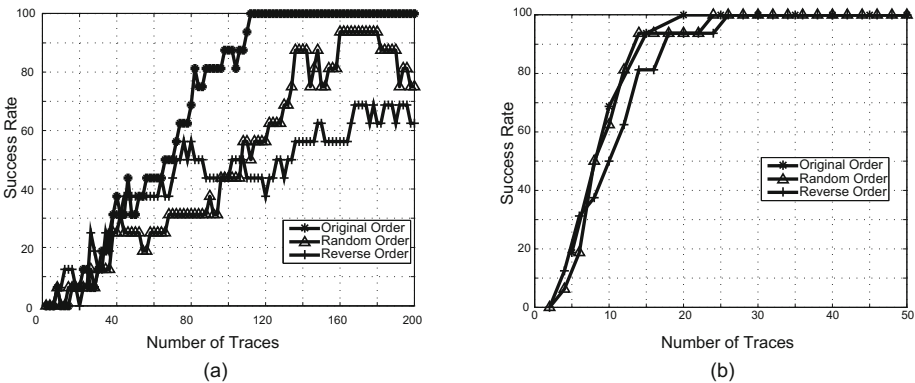 100
80
60
40
20
0
0
40
80
120
160
200
Success Rate
Number of Traces
Original Order
Random Order
Reverse Order
(a)
100
80
60
40
20
0
0
10
20
30
40
50
Success Rate
Number of Traces
Original Order
Random Order
Reverse Order
(b)